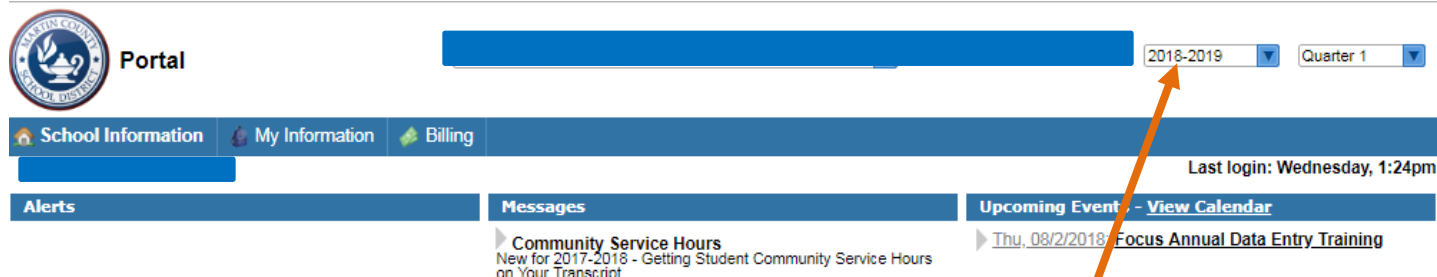 MARTIN COUNTY
SCHOOL DISTRICT
Portal
2018-2019
Quarter 1
School Information
My Information
Billing
Last login: Wednesday, 1:24pm
Alerts
Messages
Upcoming Events - View Calendar
Community Service Hours
New for 2017-2018 - Getting Student Community Service Hours
on Your Transcript
Thu, 08/2/2018: Focus Annual Data Entry Training